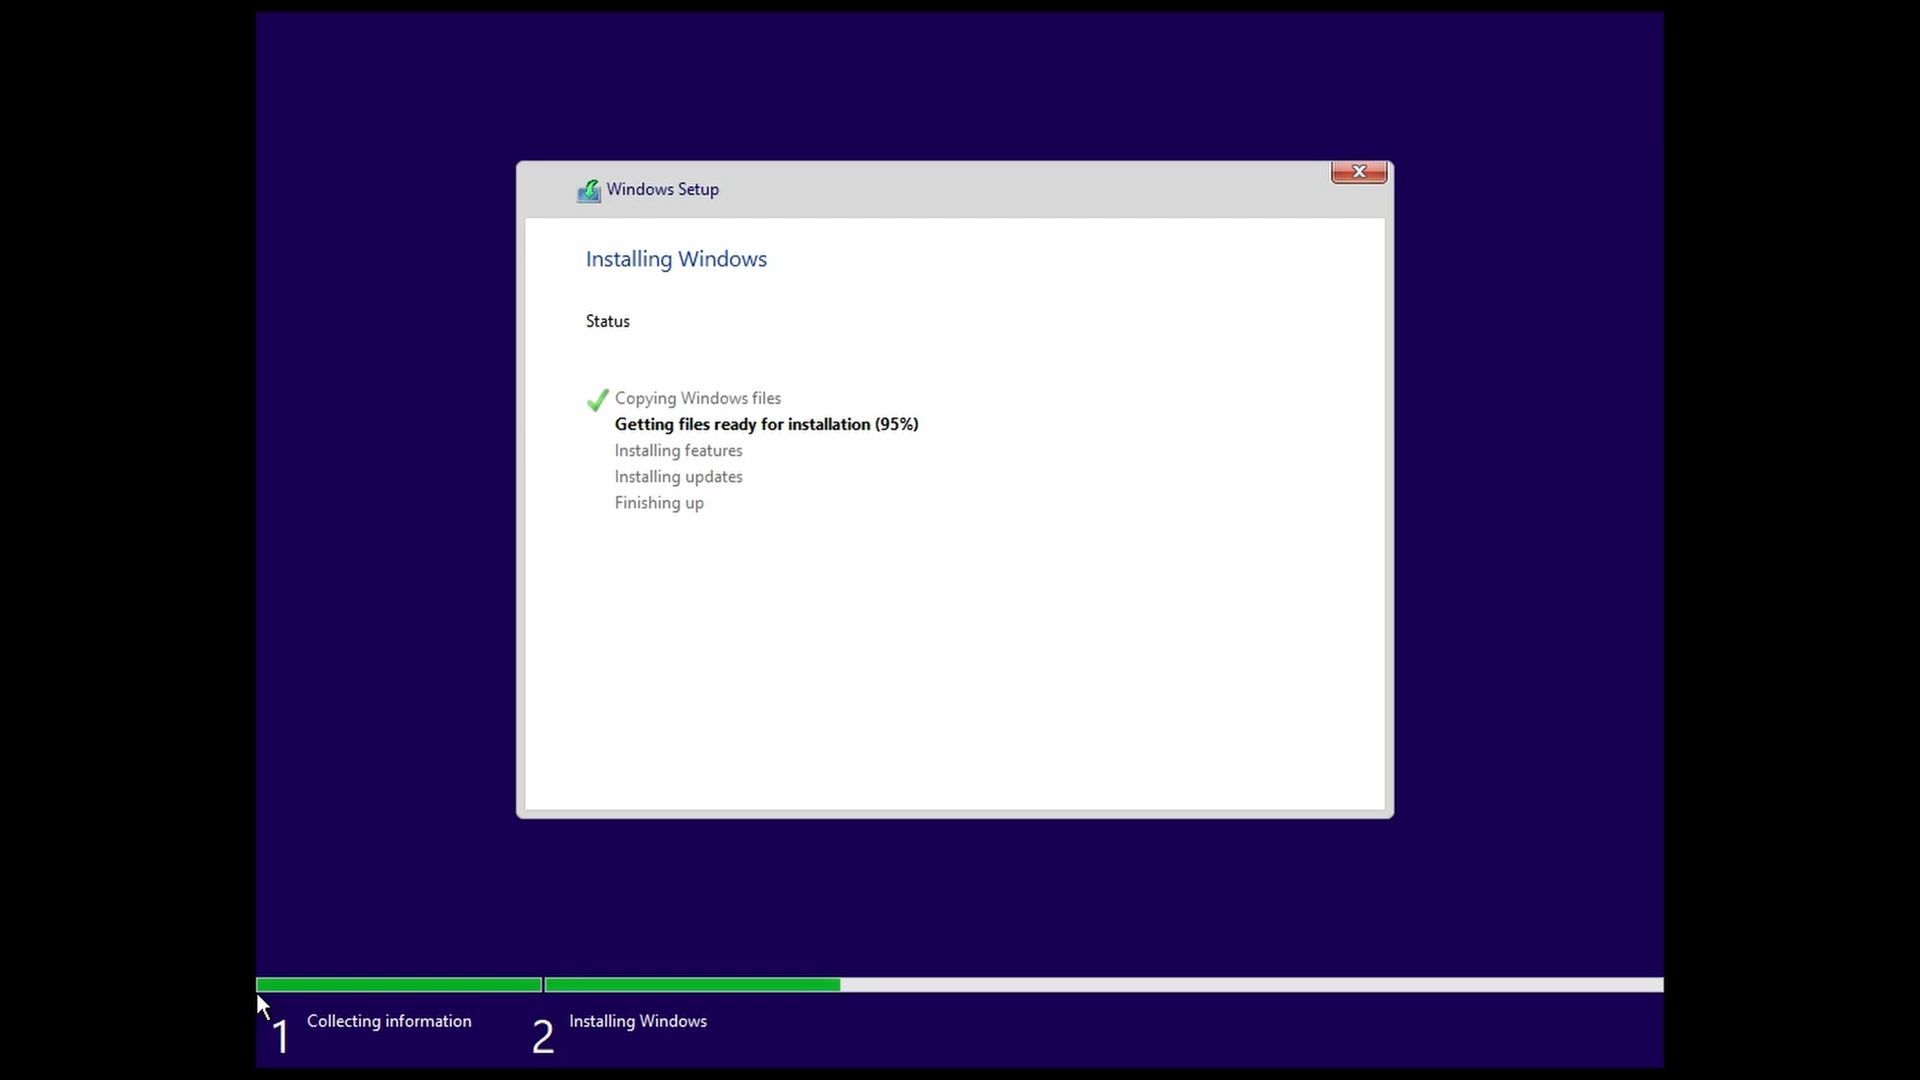 Windows Setup
Installing Windows
Status
Copying Windows files
Getting files ready for installation (95%)
Installing features
Installing updates
Finishing up
1 Collecting information
2 Installing Windows